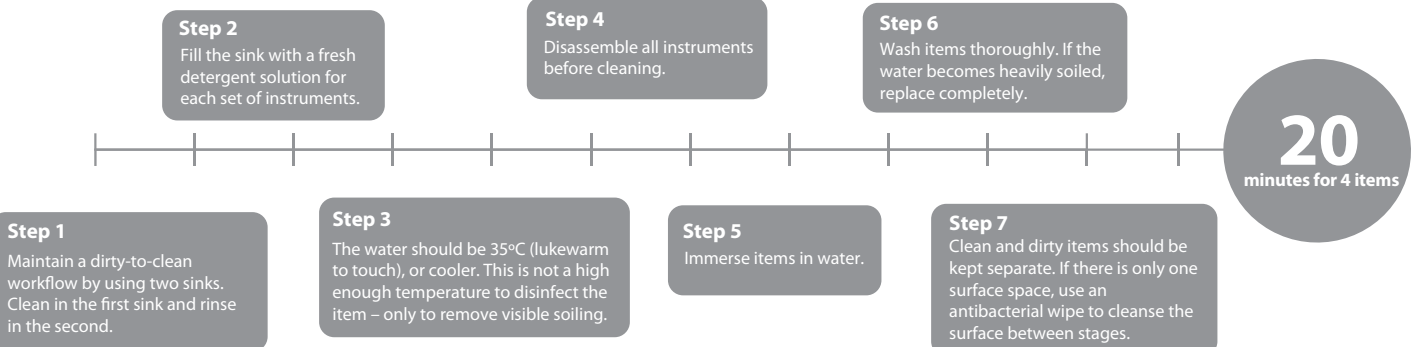 Step 1
Maintain a dirty-to-clean
workflow by using two sinks.
Clean in the first sink and rinse
in the second.
Step 2
Fill the sink with a fresh
detergent solution for
each set of instruments.
Step 3
The water should be 35ºC (lukewarm
to touch), or cooler. This is not a high
enough temperature to disinfect the
item – only to remove visible soiling.
Step 4
Disassemble all instruments
before cleaning.
Step 5
Immerse items in water.
Step 6
Wash items thoroughly. If the
water becomes heavily soiled,
replace completely.
Step 7
Clean and dirty items should be
kept separate. If there is only one
surface space, use an
antibacterial wipe to cleanse the
surface between stages.
20
minutes for 4 items